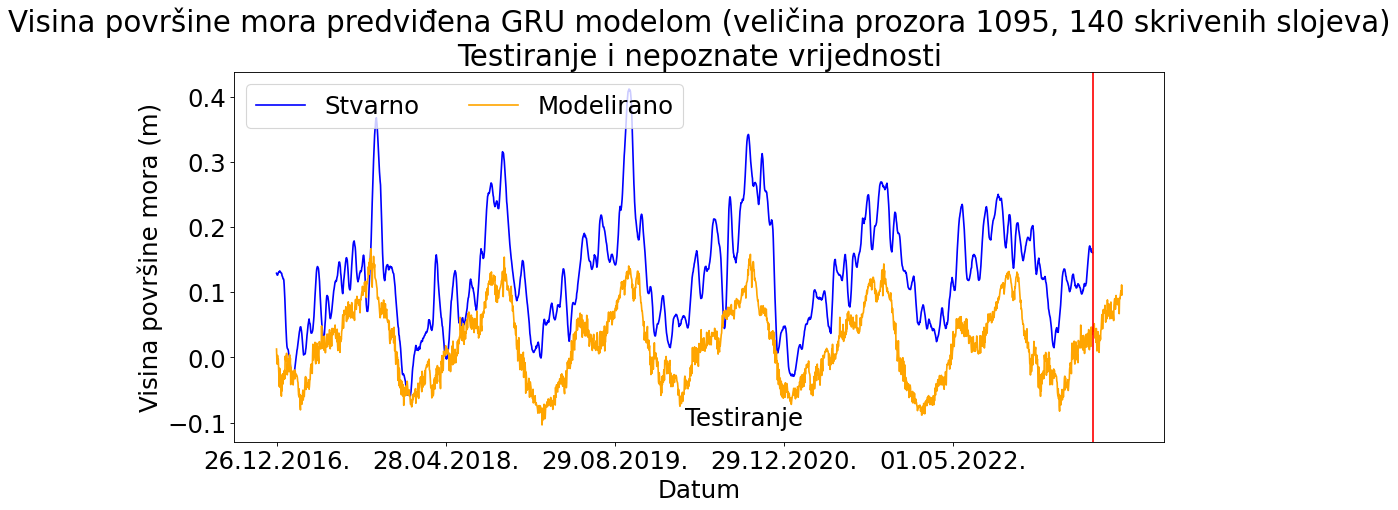 Visina površine mora predviđena GRU modelom (veličina prozora 1095, 140 skrivenih slojeva)
Testiranje i nepoznate vrijednosti
Stvarno
Modelirano
Visina površine mora (m)
0.4
0.3
0.2
0.1
0.0
−0.1
Testiranje
26.12.2016.
28.04.2018.
29.08.2019.
29.12.2020.
01.05.2022.
Datum